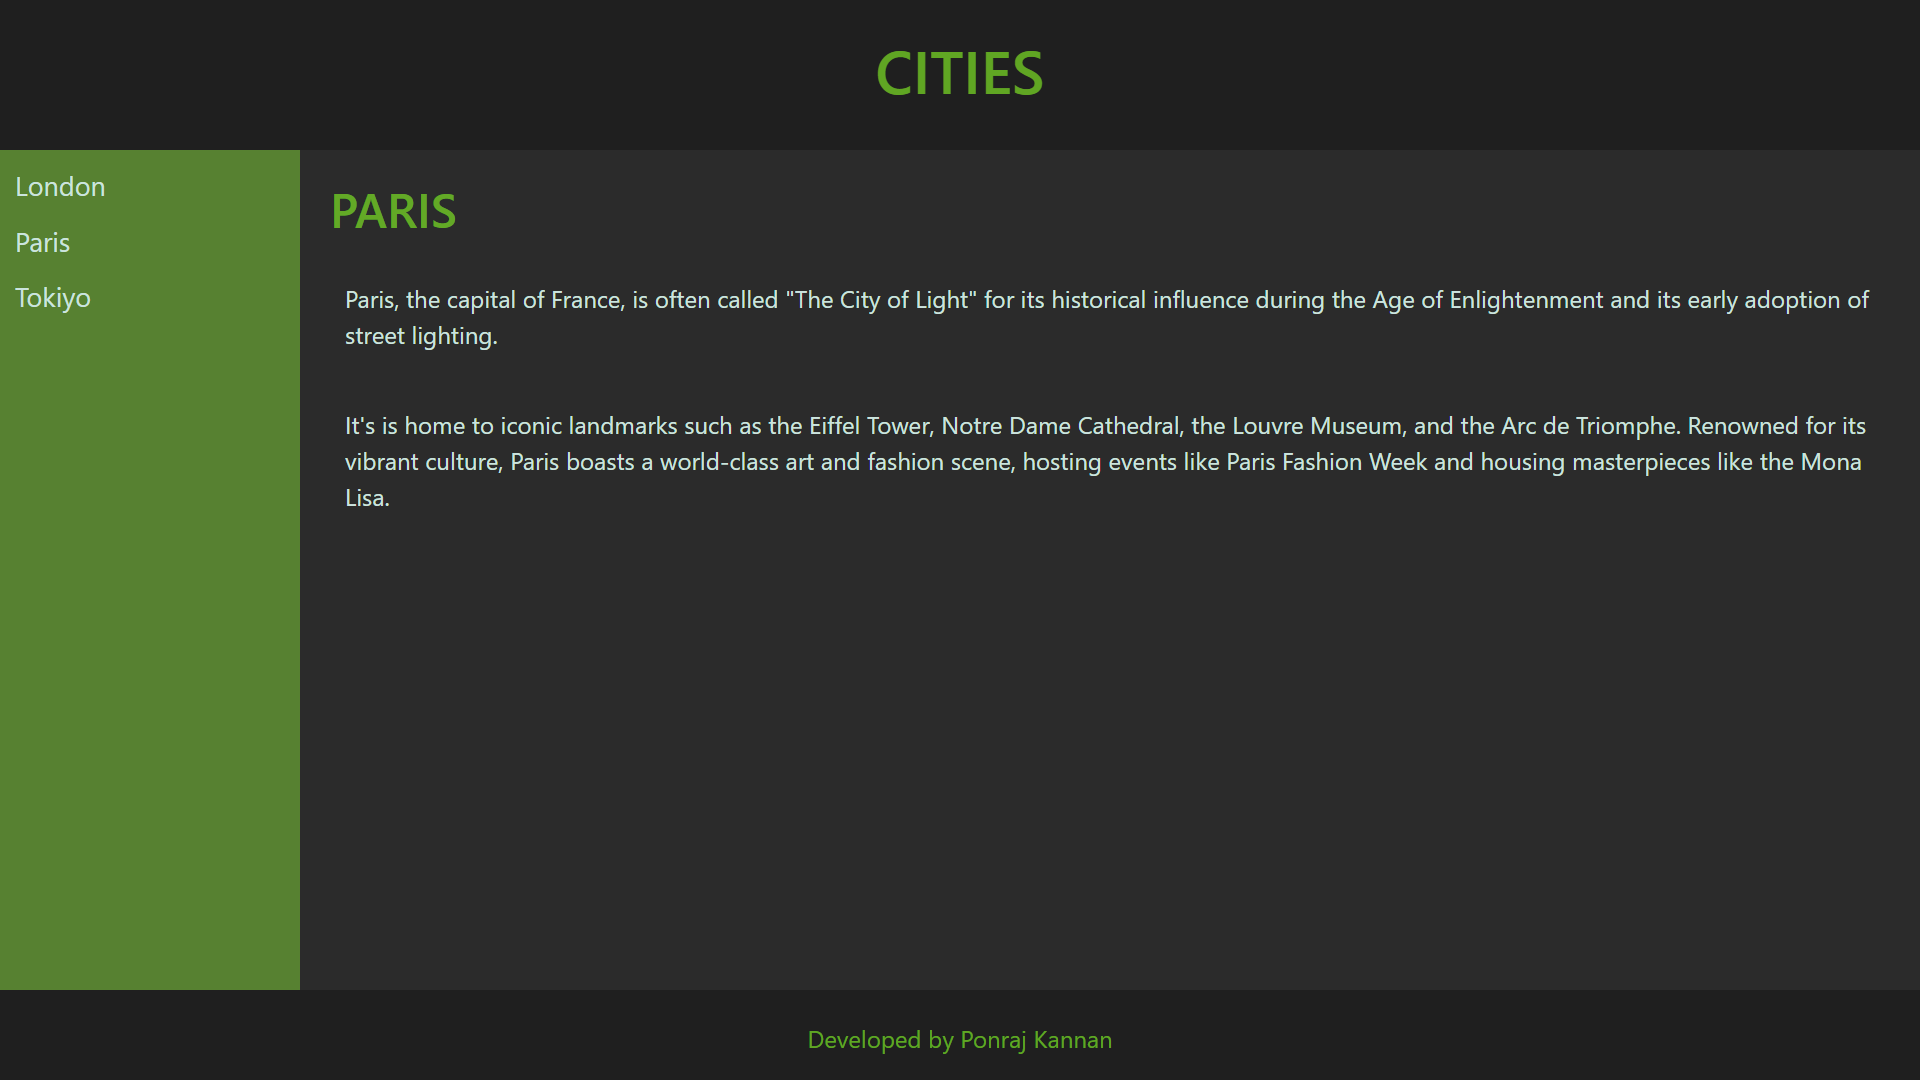 CITIES
London
Paris
Tokiyo
PARIS
Paris, the capital of France, is often called "The City of Light" for its historical influence during the Age of Enlightenment and its early adoption of
street lighting.
It's is home to iconic landmarks such as the Eiffel Tower, Notre Dame Cathedral, the Louvre Museum, and the Arc de Triomphe. Renowned for its
vibrant culture, Paris boasts a world-class art and fashion scene, hosting events like Paris Fashion Week and housing masterpieces like the Mona
Lisa.
Developed by Ponraj Kannan